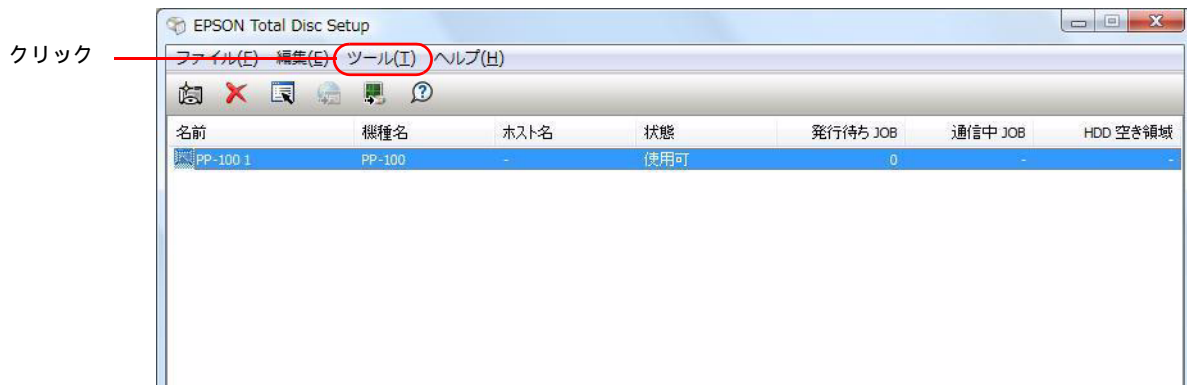 EPSON Total Disc Setup
クリック
ファイル(F) 編集(E) ツール(T) ヘルプ(H)
名前 機種名 ホスト名 状態 発行待ち JOB 通信中 JOB HDD 空き領域
PP-100 1 PP-100 - 使用可 0 - -